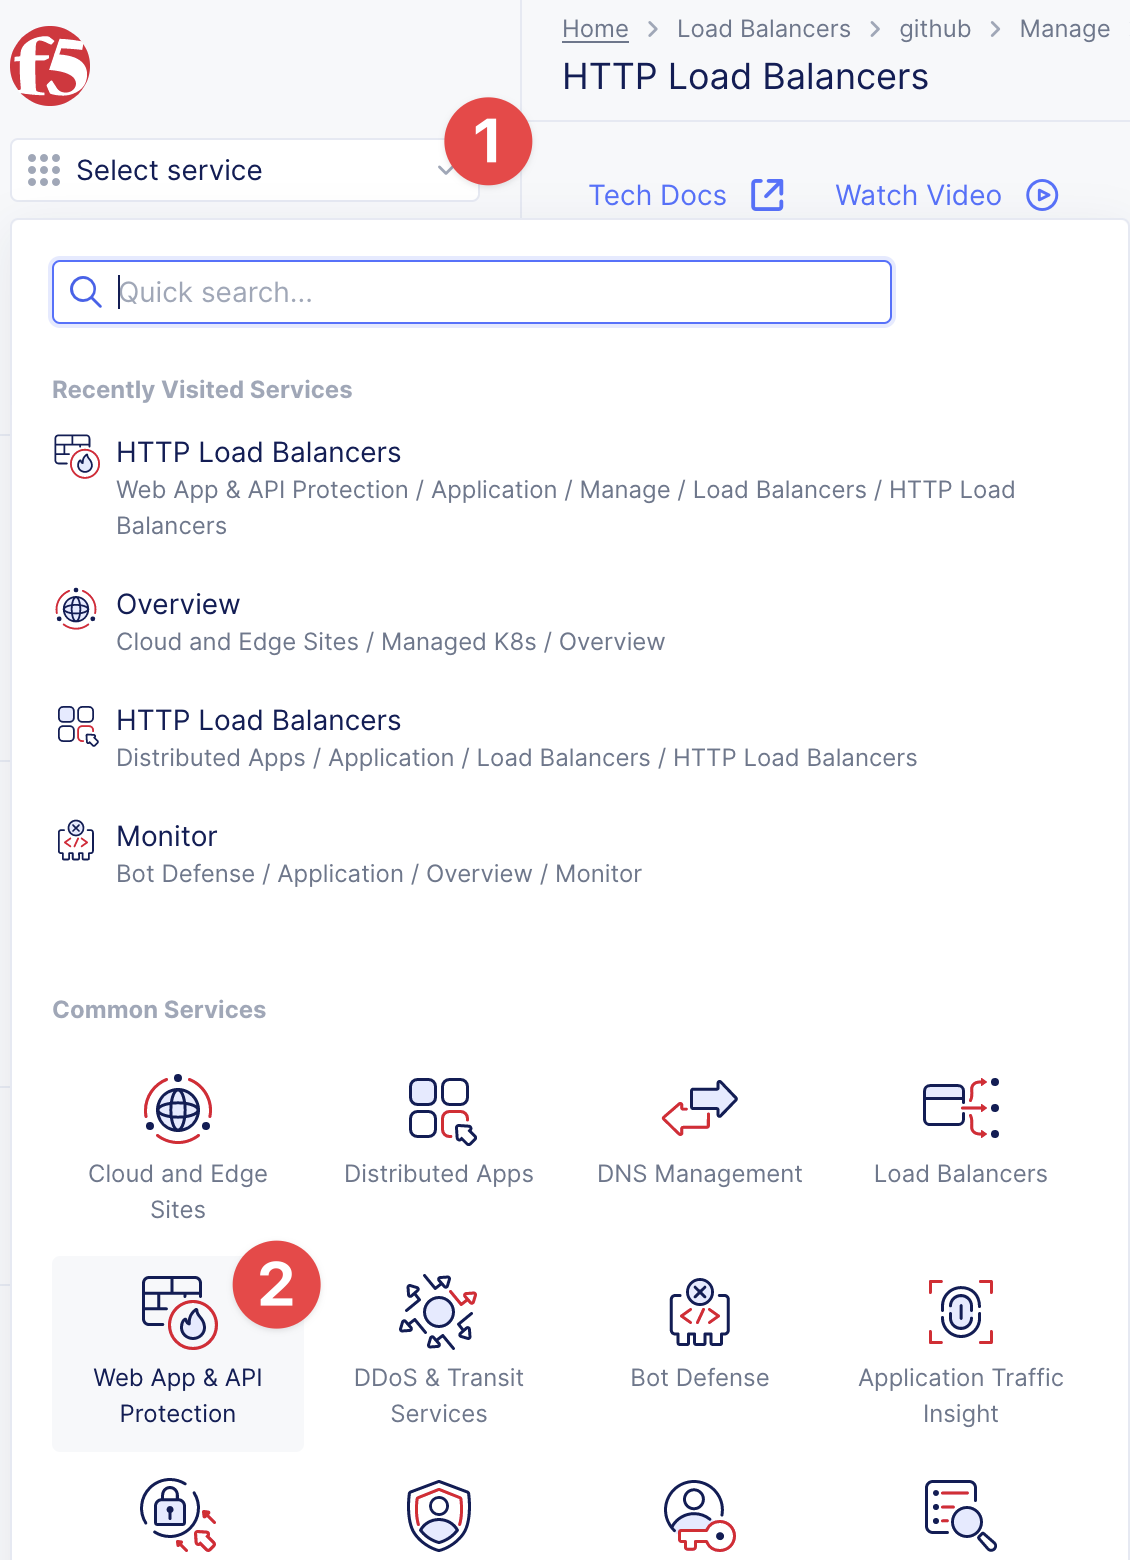 f5
Home > Load Balancers > github > Manage
HTTP Load Balancers
Select service
1
Tech Docs
Watch Video
Quick search...
Recently Visited Services
HTTP Load Balancers
Web App & API Protection / Application / Manage / Load Balancers / HTTP Load
Balancers
Overview
Cloud and Edge Sites / Managed K8s / Overview
HTTP Load Balancers
Distributed Apps / Application / Load Balancers / HTTP Load Balancers
Monitor
Bot Defense / Application / Overview / Monitor
Common Services
Cloud and Edge
Sites
Distributed Apps
DNS Management
Load Balancers
2
Web App & API
Protection
DDoS & Transit
Services
Bot Defense
Application Traffic
Insight